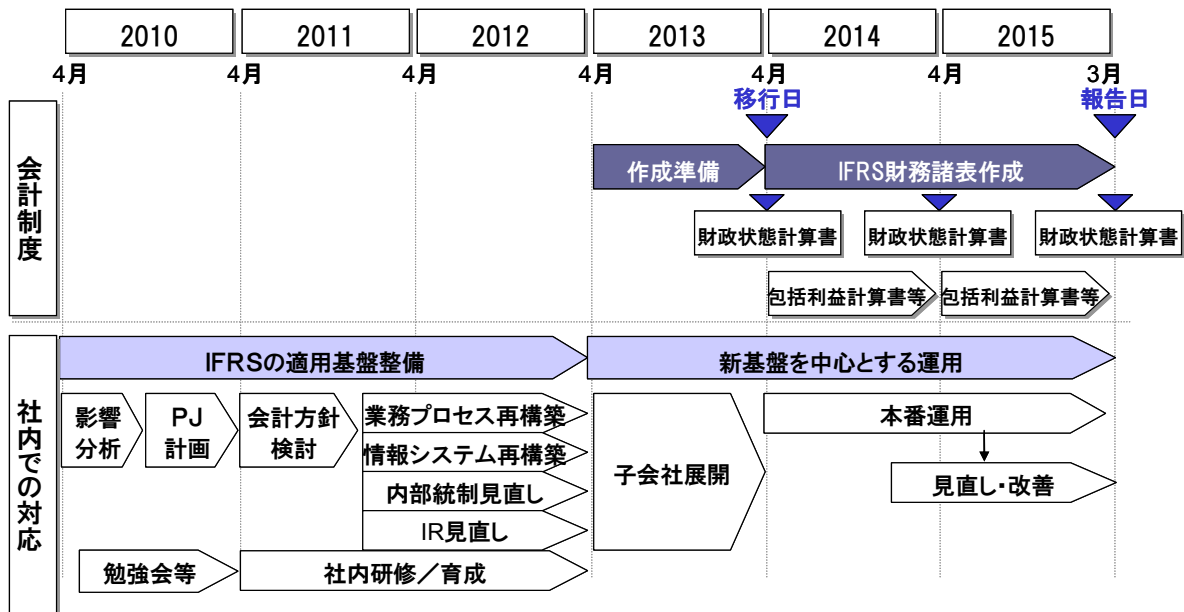 2010
2011
2012
2013
2014
2015
4月
4月
4月
4月
4月
4月
3月
移行日
報告日
会計制度
作成準備
IFRS財務諸表作成
財政状態計算書
財政状態計算書
財政状態計算書
包括利益計算書等
包括利益計算書等
社内での対応
IFRSの適用基盤整備
新基盤を中心とする運用
影響
分析
PJ
計画
会計方針
検討
業務プロセス再構築
情報システム再構築
内部統制見直し
IR見直し
子会社展開
本番運用
見直し・改善
勉強会等
社内研修／育成